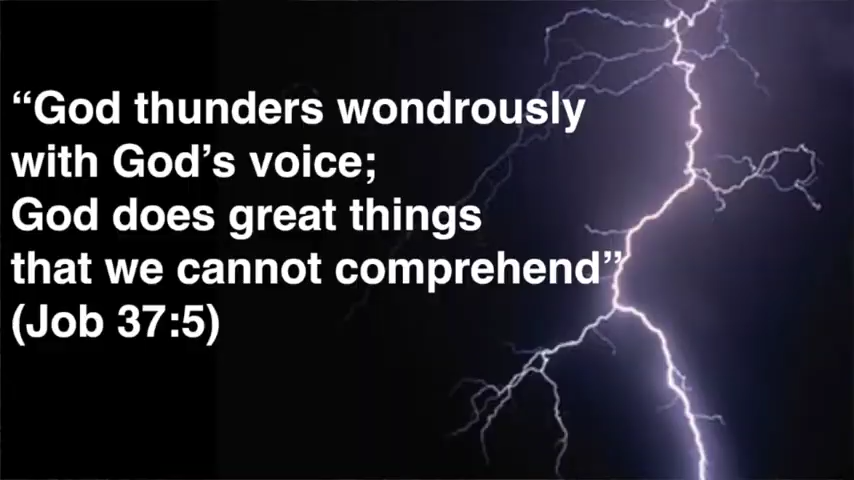 “God thunders wondrously
with God’s voice;
God does great things
that we cannot comprehend”
(Job 37:5)